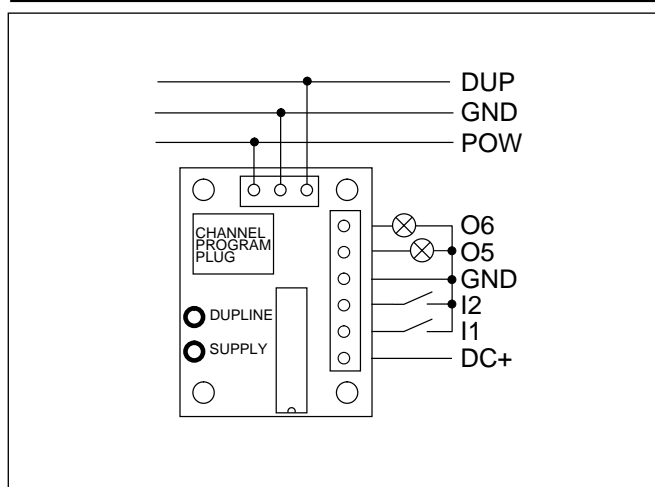 DUP
GND
POW
CHANNEL
PROGRAM
PLUG
O6
O5
GND
I2
I1
DC+
DUPLINE
SUPPLY